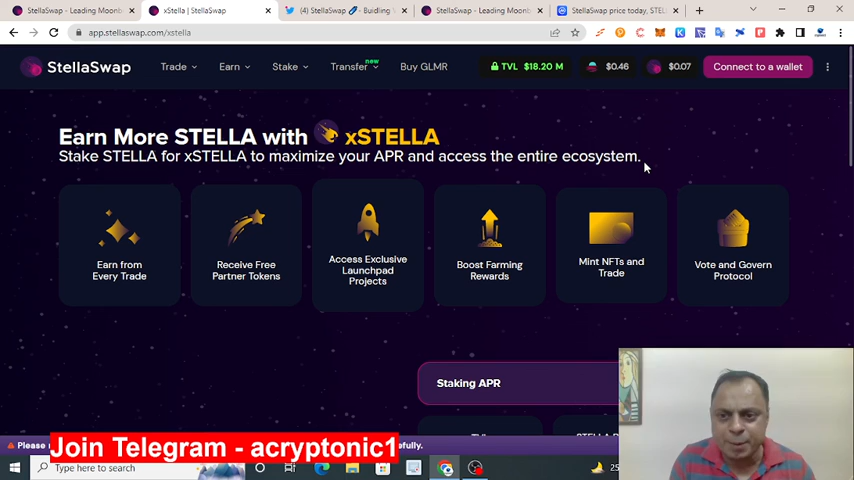 StellaSwap - Leading Moonb
xStella | StellaSwap
(4) StellaSwap
StellaSwap - Leading Moonb
StellaSwap price today, STEL
app.stellaswap.com/xstella
StellaSwap
Trade
Earn
Stake
Transfer
new
Buy GLMR
TVL $18.20 M
$0.46
$0.07
Connect to a wallet
Earn More STELLA with xSTELLA
Stake STELLA for xSTELLA to maximize your APR and access the entire ecosystem.
Earn from
Every Trade
Receive Free
Partner Tokens
Access Exclusive
Launchpad
Projects
Boost Farming
Rewards
Mint NFTs and
Trade
Vote and Govern
Protocol
Staking APR
Please
Join Telegram - acryptonic1
Type here to search
25